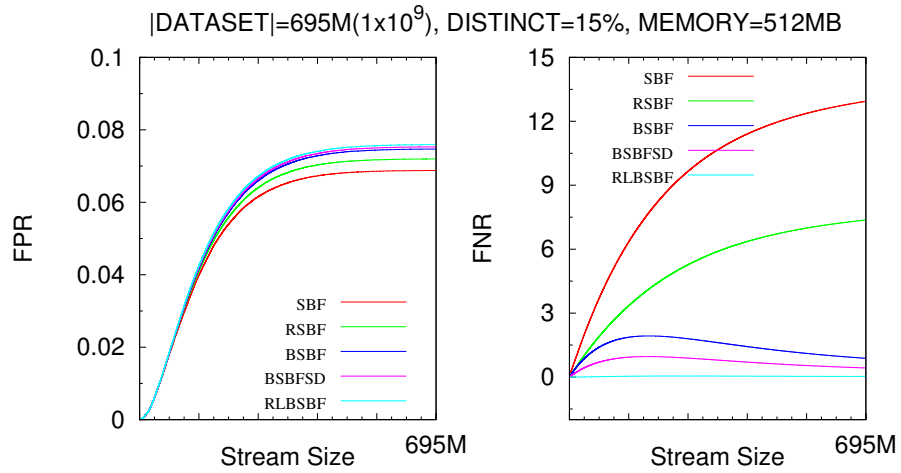 |DATASET|=695M(1x10⁹), DISTINCT=15%, MEMORY=512MB
0.1
0.08
0.06
0.04
0.02
0
FPR
SBF
RSBF
BSBF
BSBFSD
RLBSBF
695M
Stream Size
15
12
9
6
3
0
FNR
SBF
RSBF
BSBF
BSBFSD
RLBSBF
695M
Stream Size